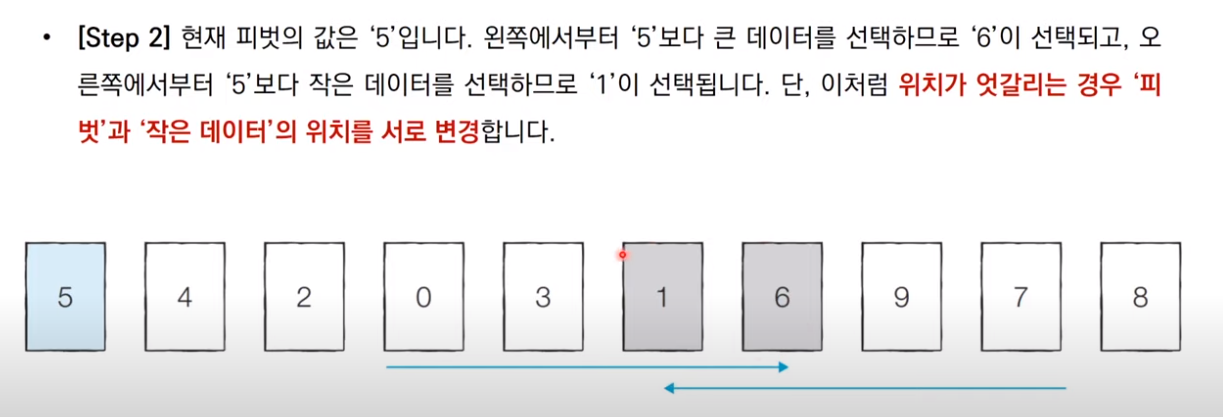 • [Step 2] 현재 피벗의 값은 ‘5’입니다. 왼쪽에서부터 ‘5’보다 큰 데이터를 선택하므로 ‘6’이 선택되고, 오
른쪽에서부터 ‘5’보다 작은 데이터를 선택하므로 ‘1’이 선택됩니다. 단, 이처럼 위치가 엇갈리는 경우 ‘피
벗’과 ‘작은 데이터’의 위치를 서로 변경합니다.
5 4 2 0 3 1 6 9 7 8